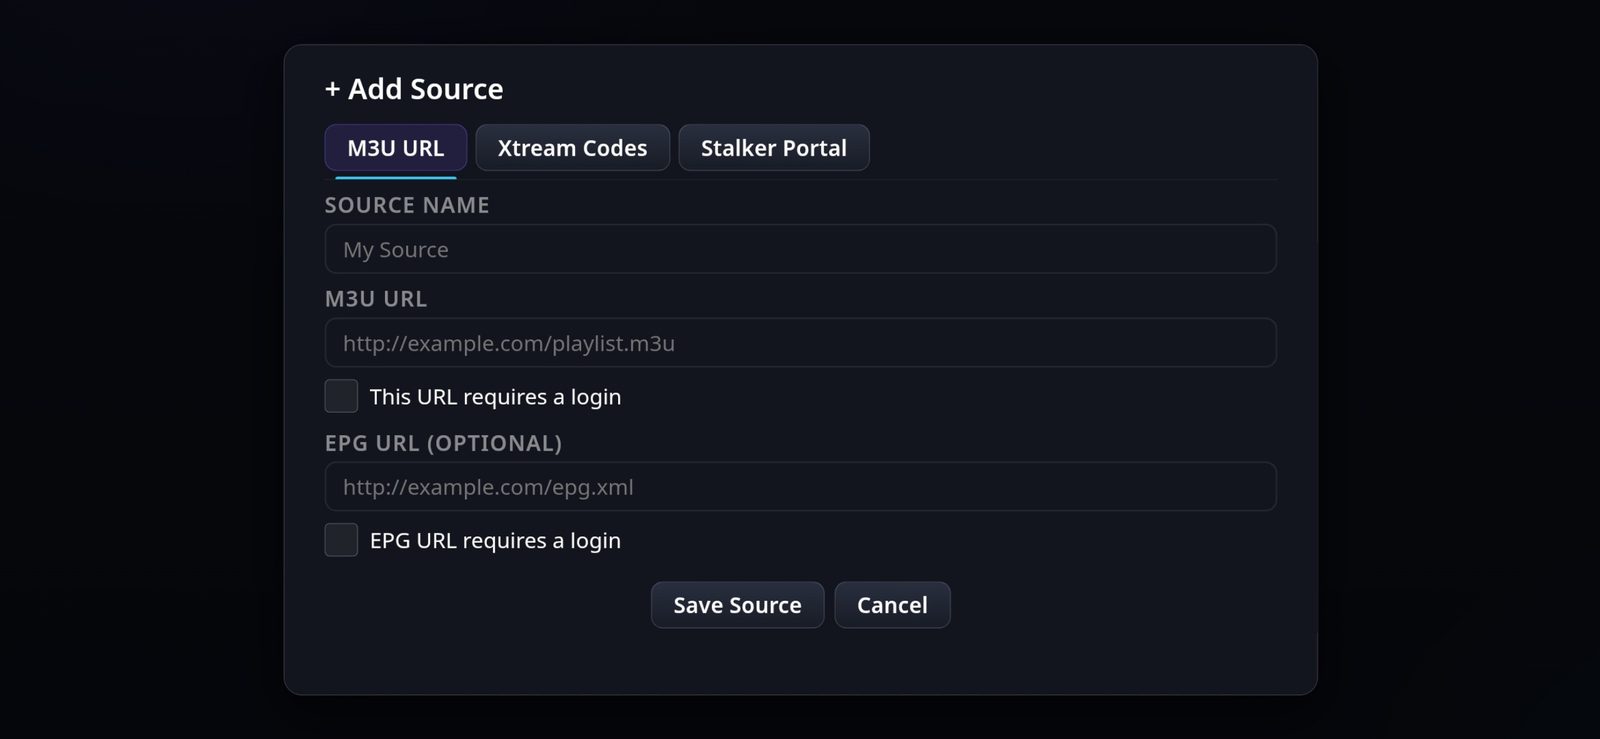 + Add Source
M3U URL
Xtream Codes
Stalker Portal
SOURCE NAME
My Source
M3U URL
http://example.com/playlist.m3u
This URL requires a login
EPG URL (OPTIONAL)
http://example.com/epg.xml
EPG URL requires a login
Save Source
Cancel